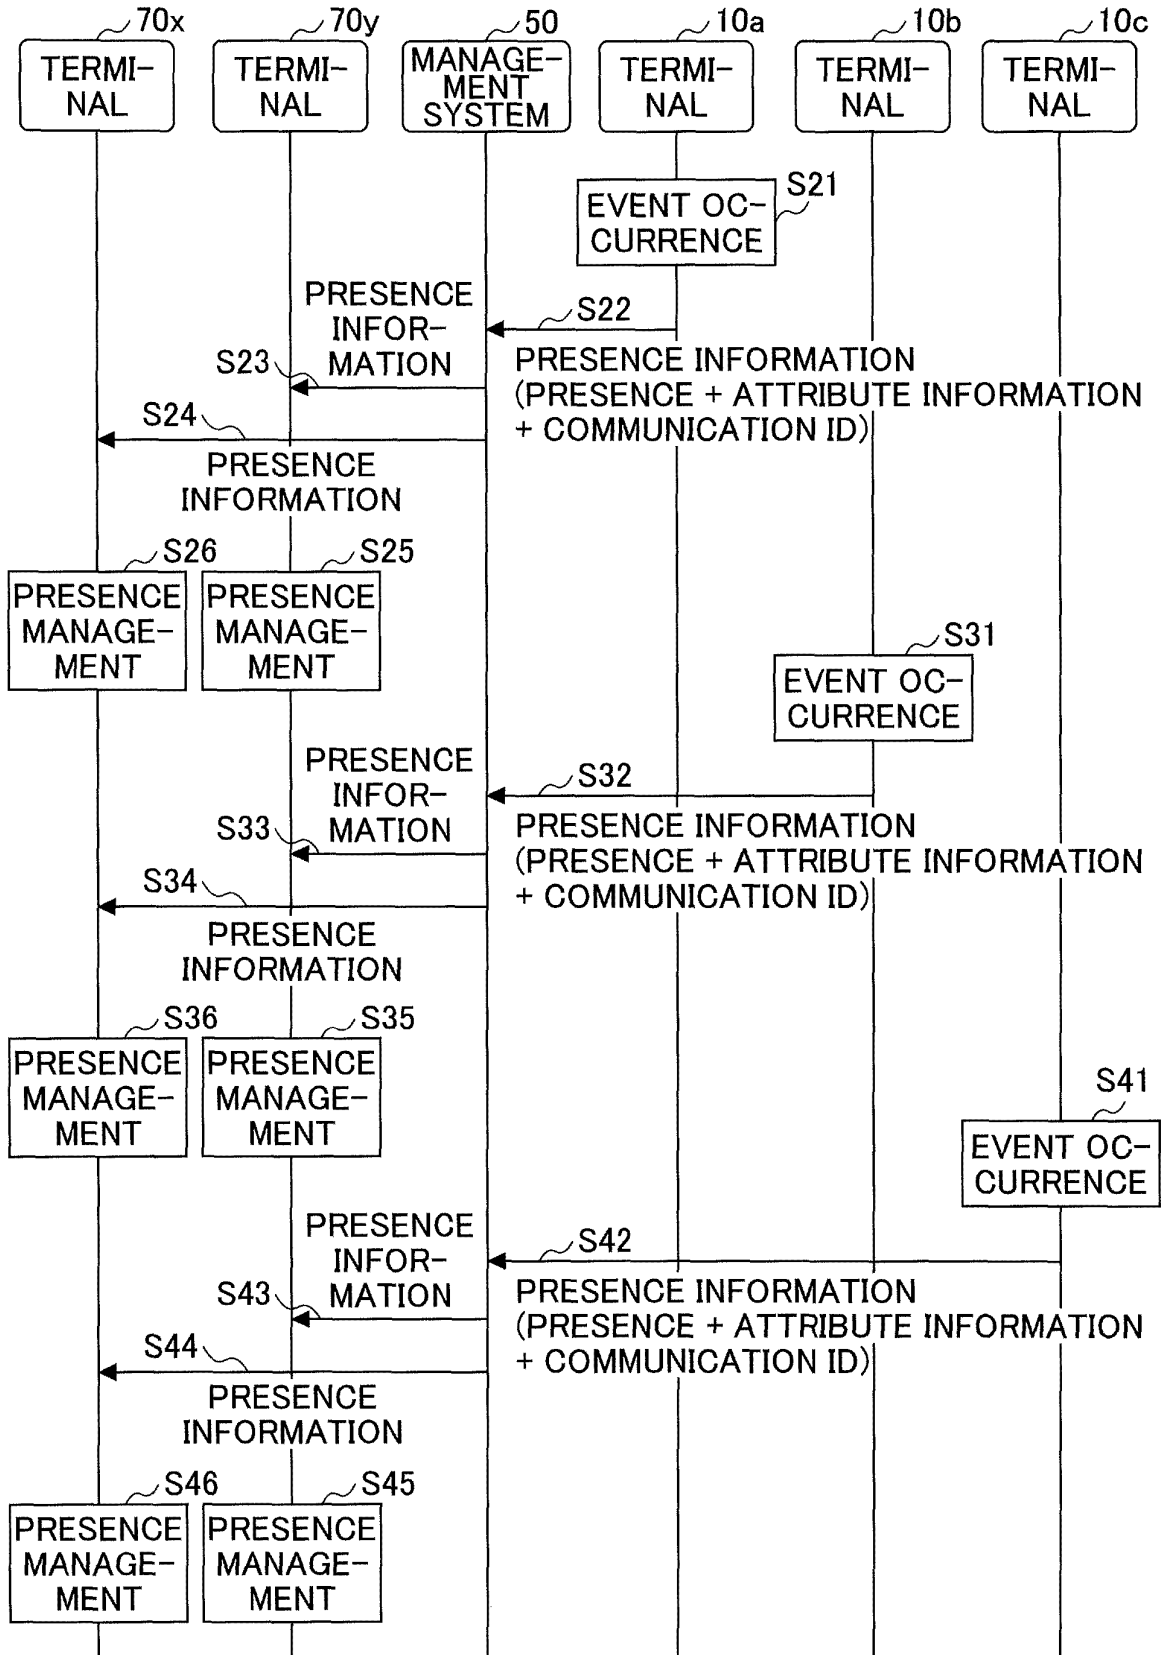 70x
70y
50
10a
10b
10c
TERMI-
NAL
TERMI-
NAL
MANAGE-
MENT
SYSTEM
TERMI-
NAL
TERMI-
NAL
TERMI-
NAL
S21
EVENT OC-
CURRENCE
PRESENCE
INFOR-
MATION
S22
S23
PRESENCE INFORMATION
(PRESENCE + ATTRIBUTE INFORMATION
+ COMMUNICATION ID)
S24
PRESENCE
INFORMATION
S26
S25
PRESENCE
MANAGE-
MENT
PRESENCE
MANAGE-
MENT
S31
EVENT OC-
CURRENCE
PRESENCE
INFOR-
MATION
S32
S33
PRESENCE INFORMATION
(PRESENCE + ATTRIBUTE INFORMATION
+ COMMUNICATION ID)
S34
PRESENCE
INFORMATION
S36
S35
PRESENCE
MANAGE-
MENT
PRESENCE
MANAGE-
MENT
S41
EVENT OC-
CURRENCE
PRESENCE
INFOR-
MATION
S42
S43
PRESENCE INFORMATION
(PRESENCE + ATTRIBUTE INFORMATION
+ COMMUNICATION ID)
S44
PRESENCE
INFORMATION
S46
S45
PRESENCE
MANAGE-
MENT
PRESENCE
MANAGE-
MENT